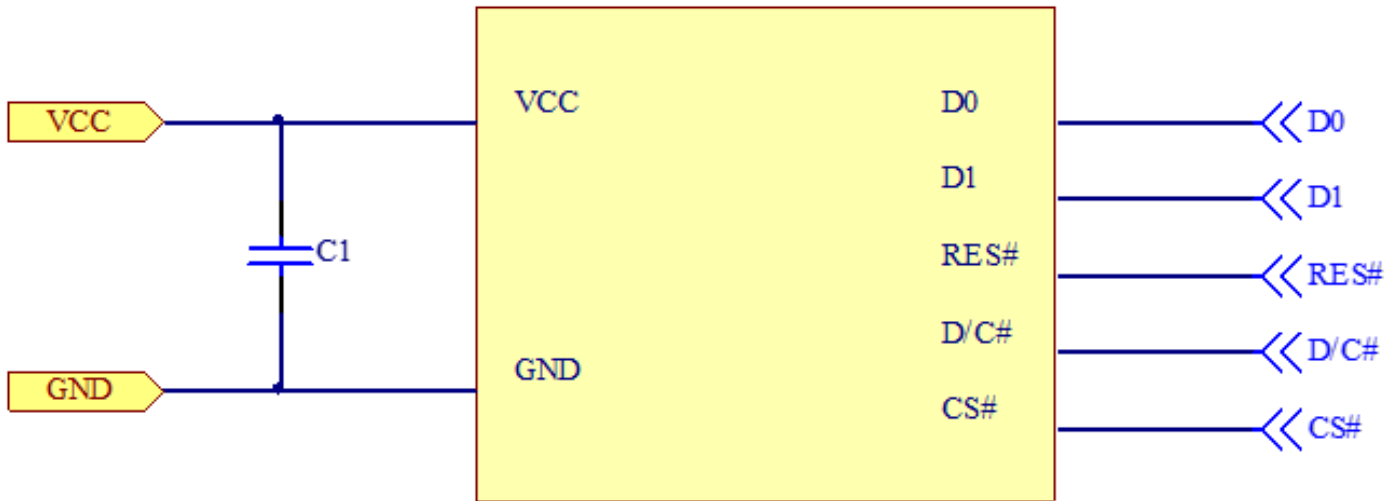 VCC
VCC
D0
D0
D1
D1
C1
RES#
RES#
D/C#
D/C#
GND
GND
CS#
CS#